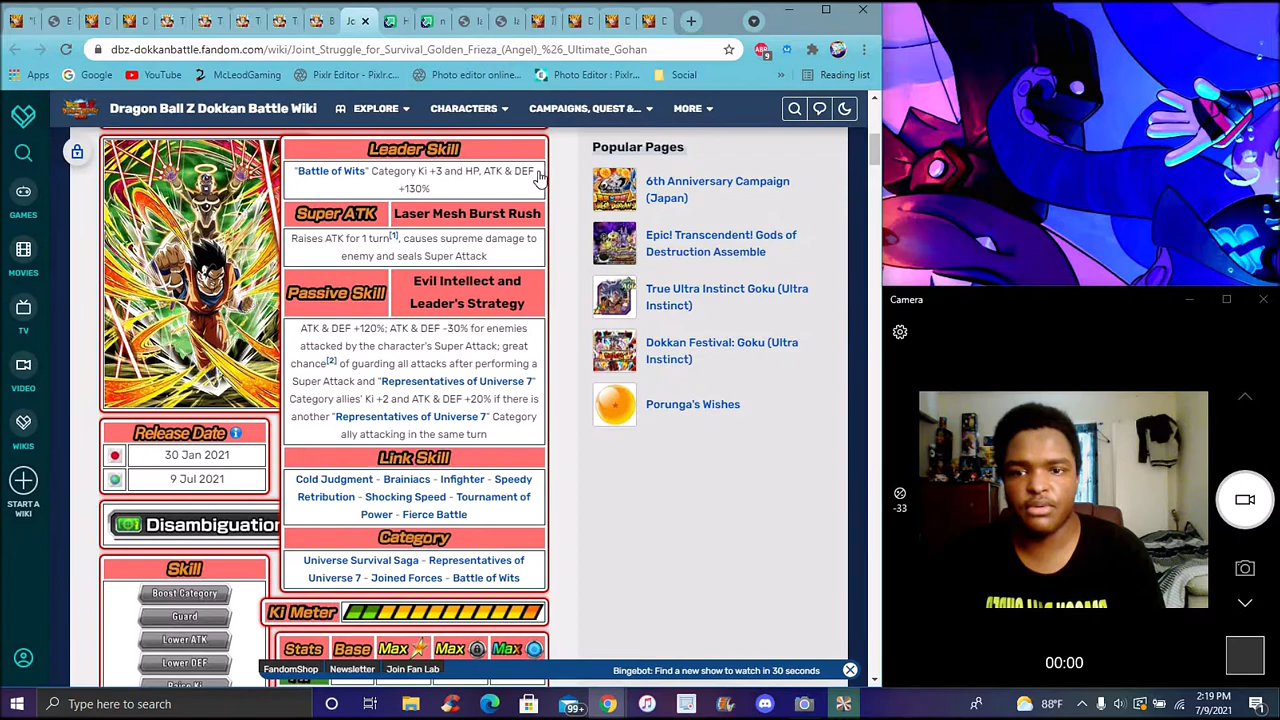 Jo
dbz-dokkanbattle.fandom.com/wiki/Joint_Struggle_for_Survival_Golden_Frieza_(Angel)_%26_Ultimate_Gohan
ABP
9
Apps
Google
YouTube
McLeodGaming
Pixlr Editor - Pixlr.c...
Photo editor online...
Photo Editor : Pixlr...
Social
»
Reading list
Dragon Ball Z Dokkan Battle Wiki
EXPLORE
CHARACTERS
CAMPAIGNS, QUEST &...
MORE
GAMES
MOVIES
TV
VIDEO
WIKIS
START A
WIKI
Leader Skill
"Battle of Wits" Category Ki +3 and HP, ATK & DEF
+130%
Super ATK
Laser Mesh Burst Rush
Raises ATK for 1 turn[1], causes supreme damage to
enemy and seals Super Attack
Passive Skill
Evil Intellect and
Leader's Strategy
ATK & DEF +120%; ATK & DEF -30% for enemies
attacked by the character's Super Attack; great
chance[2] of guarding all attacks after performing a
Super Attack and "Representatives of Universe 7"
Category allies' Ki +2 and ATK & DEF +20% if there is
another "Representatives of Universe 7" Category
ally attacking in the same turn
Link Skill
Cold Judgment - Brainiacs - Infighter - Speedy
Retribution - Shocking Speed - Tournament of
Power - Fierce Battle
Category
Universe Survival Saga - Representatives of
Universe 7 - Joined Forces - Battle of Wits
Ki Meter
Stats
Base
Max
Max
Max
Release Date
30 Jan 2021
9 Jul 2021
Disambiguation
Skill
Boost Category
Guard
Lower ATK
Lower DEF
Raise Ki
Popular Pages
6th Anniversary Campaign
(Japan)
Epic! Transcendent! Gods of
Destruction Assemble
True Ultra Instinct Goku (Ultra
Instinct)
Dokkan Festival: Goku (Ultra
Instinct)
Porunga's Wishes
FandomShop
Newsletter
Join Fan Lab
Bingebot: Find a new show to watch in 30 seconds
Camera
-33
00:00
Type here to search
99+
88°F
2:19 PM
7/9/2021